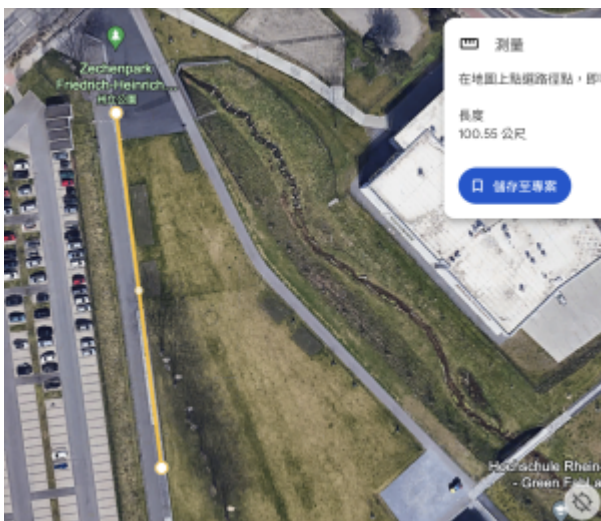 Zechenpark
Friedrich-Heinrich...
測量
在地圖上點選路徑點，即
長度
100.55 公尺
儲存至專案
Hochschule Rhein-
- Green